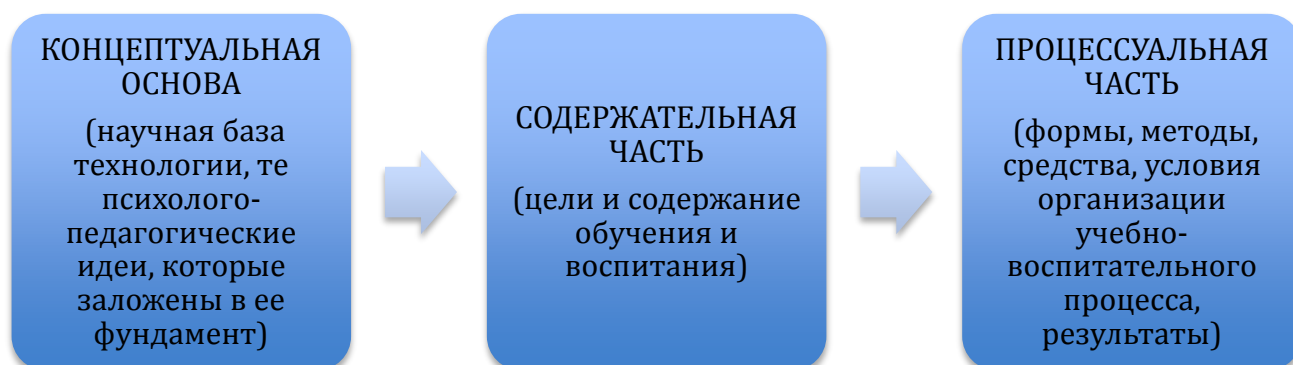 КОНЦЕПТУАЛЬНАЯ
ОСНОВА
(научная база
технологии, те
психолого-
педагогические
идеи, которые
заложены в ее
фундамент)
СОДЕРЖАТЕЛЬНАЯ
ЧАСТЬ
(цели и содержание
обучения и
воспитания)
ПРОЦЕССУАЛЬНАЯ
ЧАСТЬ
(формы, методы,
средства, условия
организации
учебно-
воспитательного
процесса,
результаты)